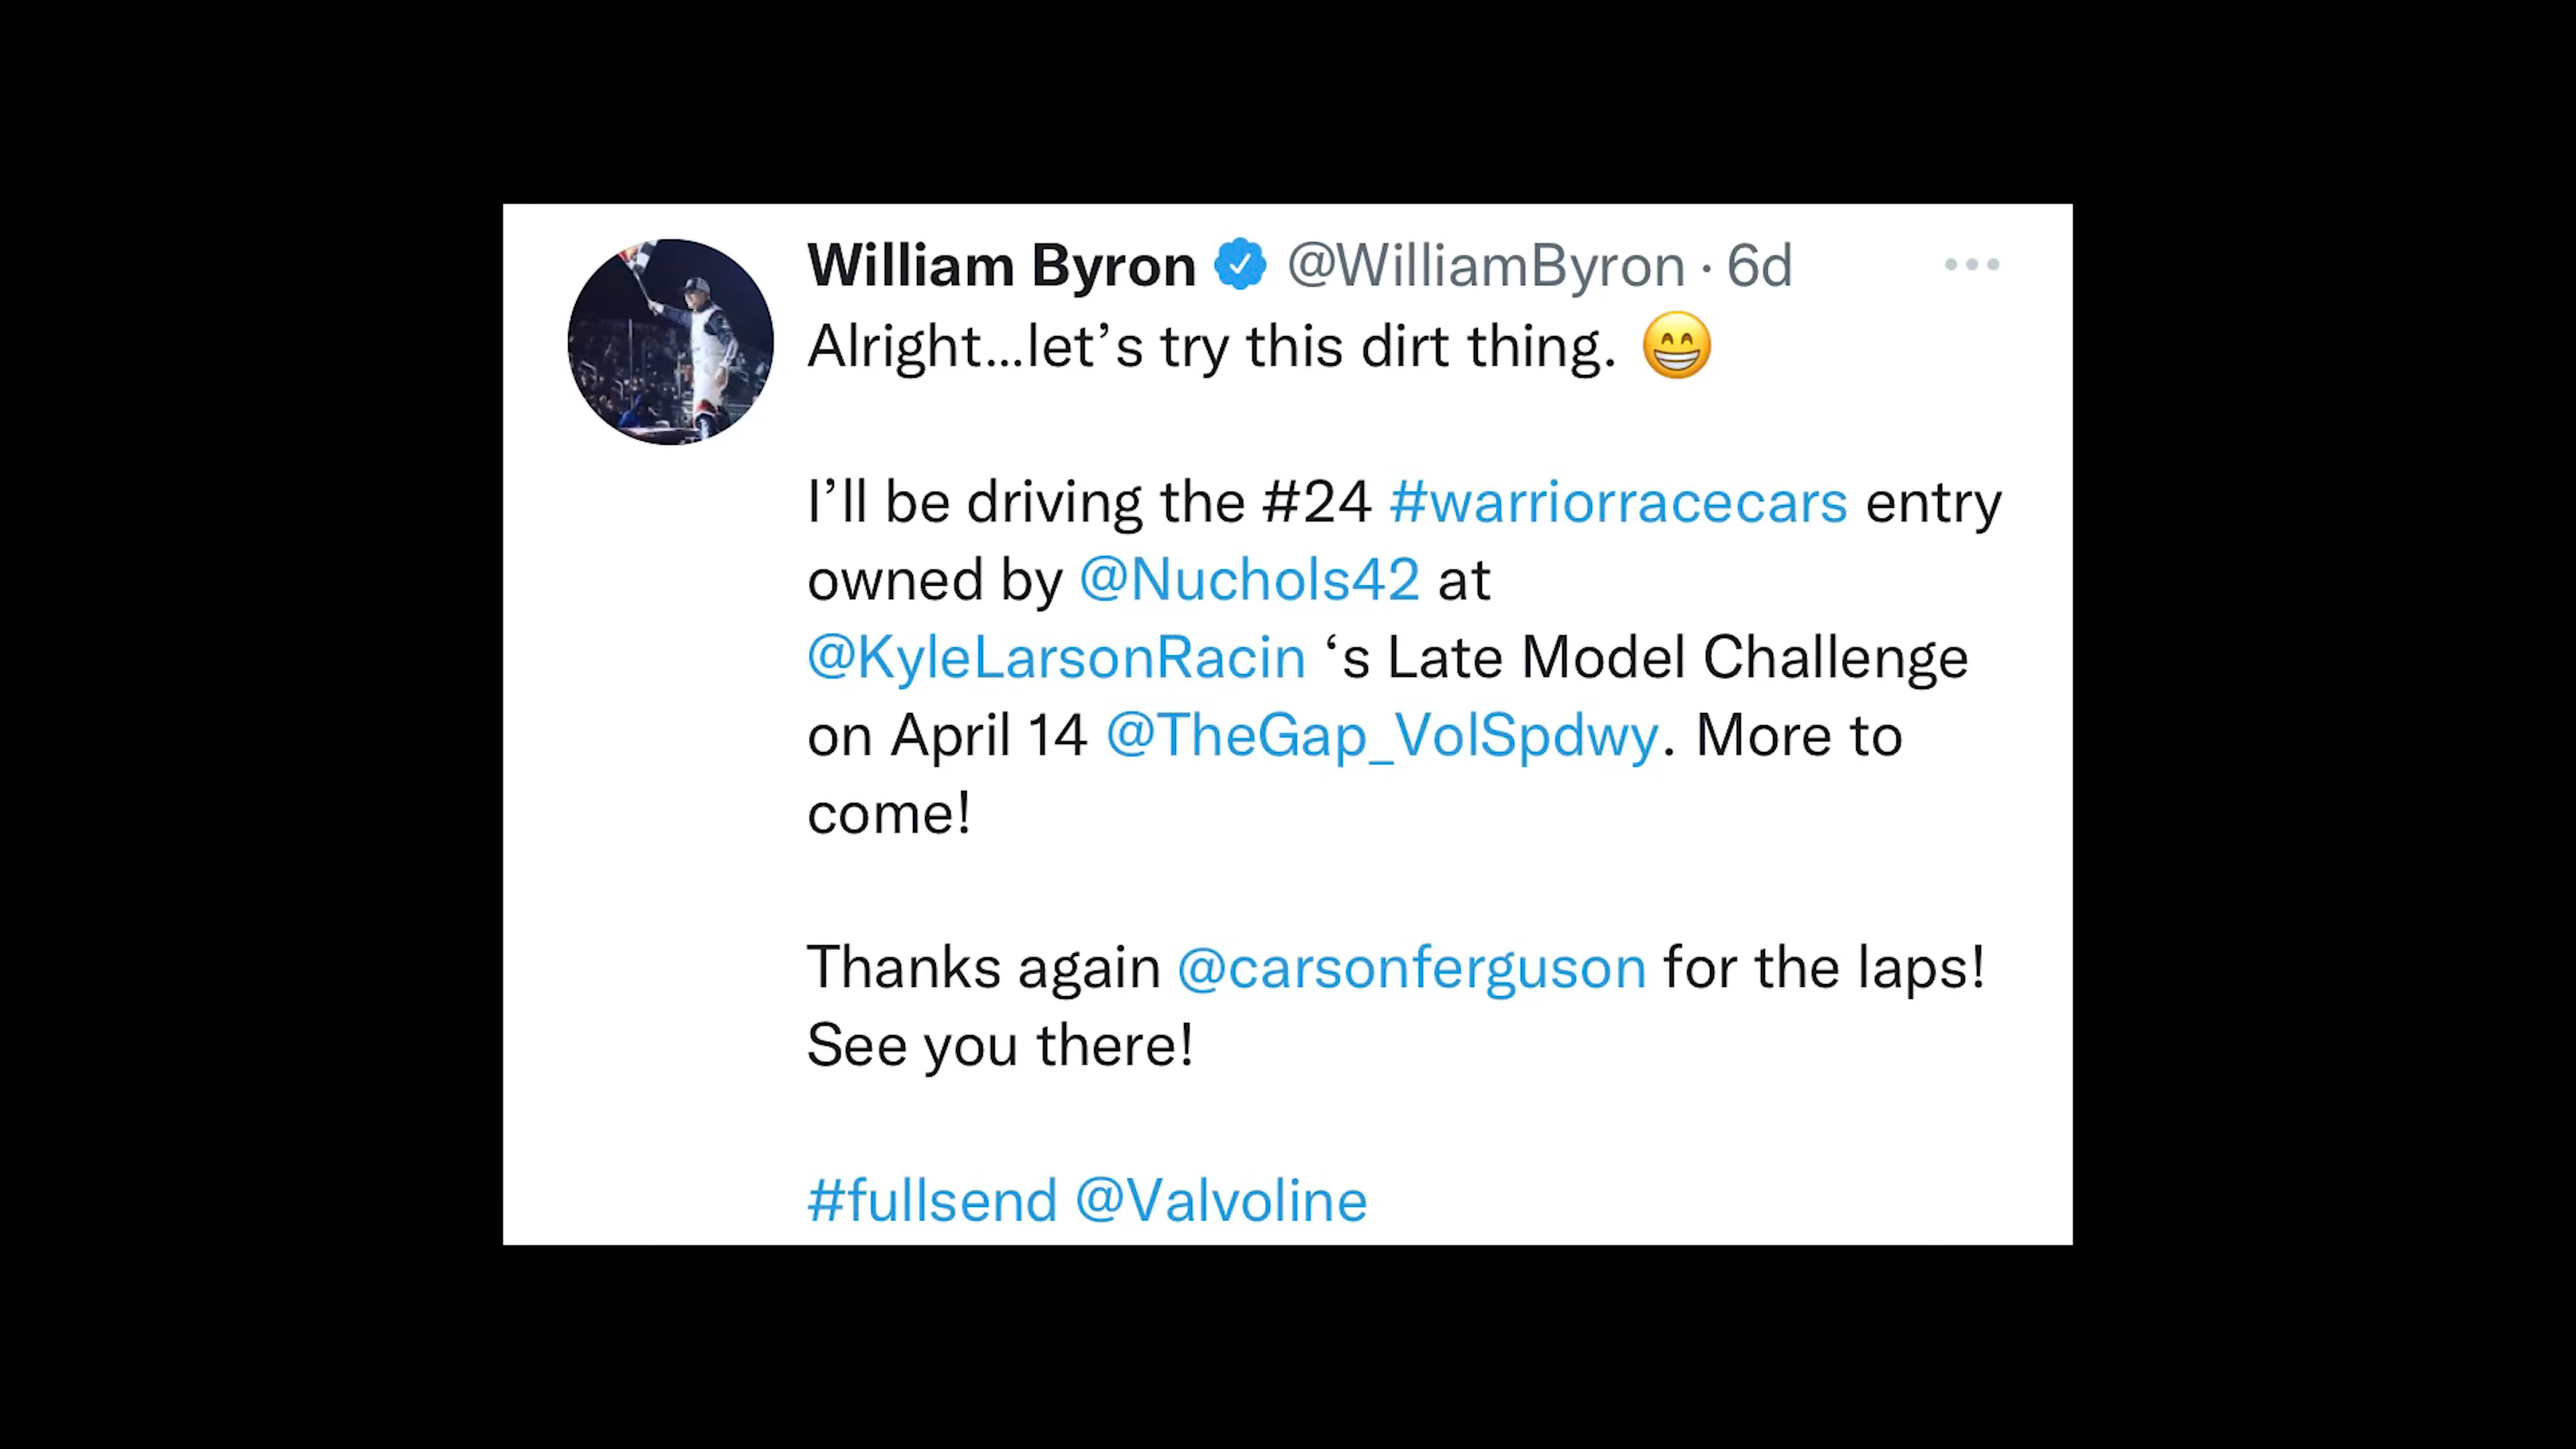 William Byron @WilliamByron · 6d
Alright...let’s try this dirt thing. 😁
I’ll be driving the #24 #warriorracecars entry
owned by @Nuchols42 at
@KyleLarsonRacin ‘s Late Model Challenge
on April 14 @TheGap_VolSpdwy. More to
come!
Thanks again @carsonferguson for the laps!
See you there!
#fullsend @Valvoline